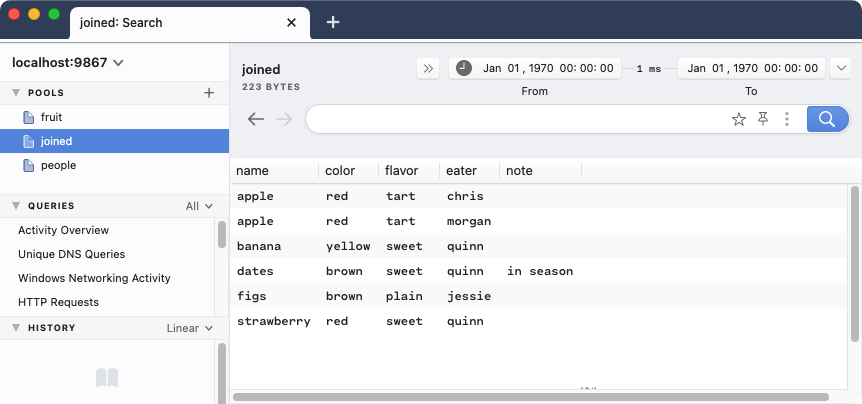 joined: Search
localhost:9867
POOLS
fruit
joined
people
QUERIES All
Activity Overview
Unique DNS Queries
Windows Networking Activity
HTTP Requests
HISTORY Linear
joined
223 BYTES
Jan 01 , 1970 00: 00: 00 1 ms Jan 01 , 1970 00: 00: 00
From To
name color flavor eater note
apple red tart chris
apple red tart morgan
banana yellow sweet quinn
dates brown sweet quinn in season
figs brown plain jessie
strawberry red sweet quinn